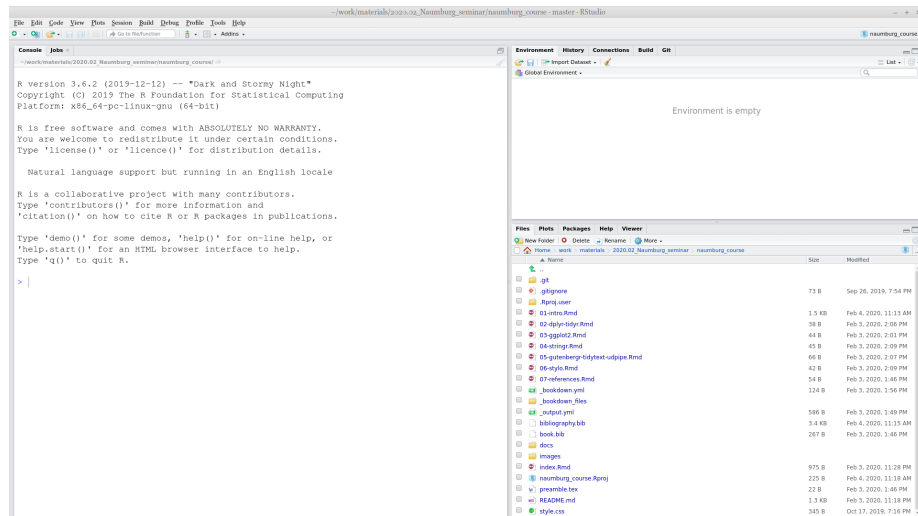 ~/work/materials/2020.02_Naumburg_seminar/naumburg_course - master - RStudio
File Edit Code View Plots Session Build Debug Profile Tools Help
Go to file/function Addins
naumburg_course
Console Jobs
~/work/materials/2020.02_Naumburg_seminar/naumburg_course/
R version 3.6.2 (2019-12-12) -- "Dark and Stormy Night"
Copyright (C) 2019 The R Foundation for Statistical Computing
Platform: x86_64-pc-linux-gnu (64-bit)
R is free software and comes with ABSOLUTELY NO WARRANTY.
You are welcome to redistribute it under certain conditions.
Type 'license()' or 'licence()' for distribution details.
Natural language support but running in an English locale
R is a collaborative project with many contributors.
Type 'contributors()' for more information and
'citation()' on how to cite R or R packages in publications.
Type 'demo()' for some demos, 'help()' for on-line help, or
'help.start()' for an HTML browser interface to help.
Type 'q()' to quit R.
>
Environment History Connections Build Git
Import Dataset List
Global Environment
Environment is empty
Files Plots Packages Help Viewer
New Folder Delete Rename More
Home work materials 2020.02_Naumburg_seminar naumburg_course
Name Size Modified
..
.git
.gitignore 73 B Sep 26, 2019, 7:54 PM
.Rproj.user
01-intro.Rmd 1.5 KB Feb 4, 2020, 11:13 AM
02-dplyr-tidyr.Rmd 38 B Feb 3, 2020, 2:06 PM
03-ggplot2.Rmd 44 B Feb 3, 2020, 2:01 PM
04-stringr.Rmd 45 B Feb 3, 2020, 2:09 PM
05-gutenbergr-tidytext-udpipe.Rmd 66 B Feb 3, 2020, 2:07 PM
06-stylo.Rmd 42 B Feb 3, 2020, 2:09 PM
07-references.Rmd 54 B Feb 3, 2020, 1:46 PM
_bookdown.yml 124 B Feb 3, 2020, 1:56 PM
_bookdown_files
_output.yml 586 B Feb 3, 2020, 1:49 PM
bibliography.bib 3.4 KB Feb 4, 2020, 11:15 AM
book.bib 267 B Feb 3, 2020, 1:46 PM
docs
images
index.Rmd 975 B Feb 3, 2020, 11:28 PM
naumburg_course.Rproj 225 B Feb 4, 2020, 11:18 AM
preamble.tex 22 B Feb 3, 2020, 1:46 PM
README.md 1.3 KB Feb 3, 2020, 11:18 PM
style.css 345 B Oct 17, 2019, 7:16 PM